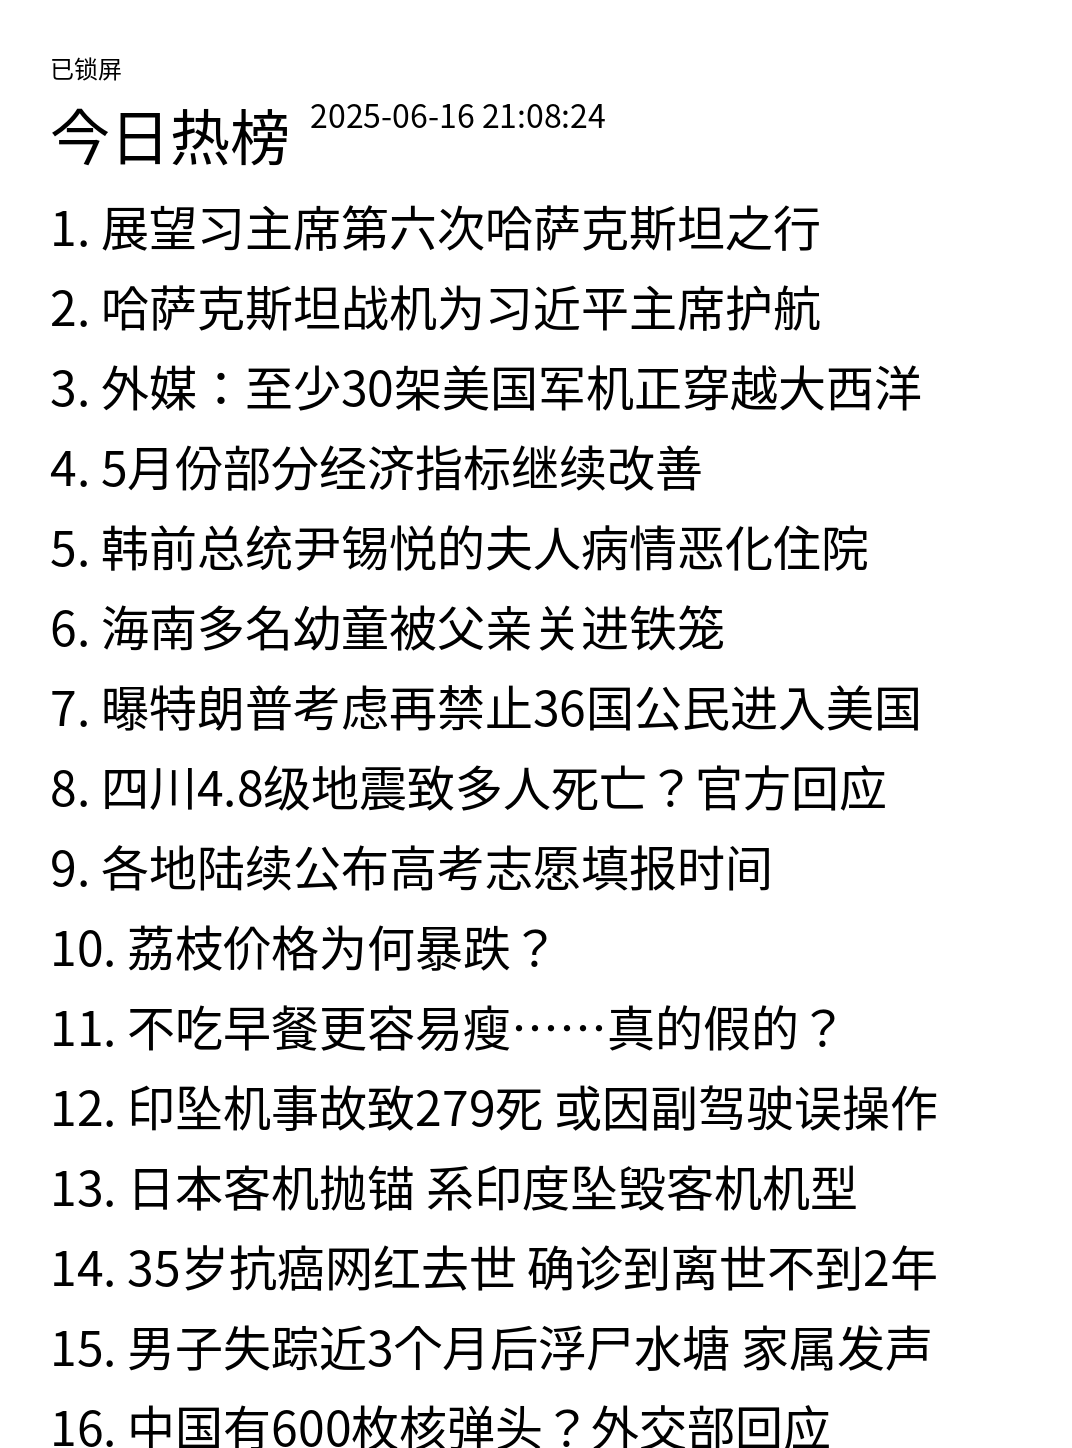 已锁屏
今日热榜 2025-06-16 21:08:24
1. 展望习主席第六次哈萨克斯坦之行
2. 哈萨克斯坦战机为习近平主席护航
3. 外媒：至少30架美国军机正穿越大西洋
4. 5月份部分经济指标继续改善
5. 韩前总统尹锡悦的夫人病情恶化住院
6. 海南多名幼童被父亲关进铁笼
7. 曝特朗普考虑再禁止36国公民进入美国
8. 四川4.8级地震致多人死亡？官方回应
9. 各地陆续公布高考志愿填报时间
10. 荔枝价格为何暴跌？
11. 不吃早餐更容易瘦……真的假的？
12. 印坠机事故致279死 或因副驾驶误操作
13. 日本客机抛锚 系印度坠毁客机机型
14. 35岁抗癌网红去世 确诊到离世不到2年
15. 男子失踪近3个月后浮尸水塘 家属发声
16. 中国有600枚核弹头？外交部回应